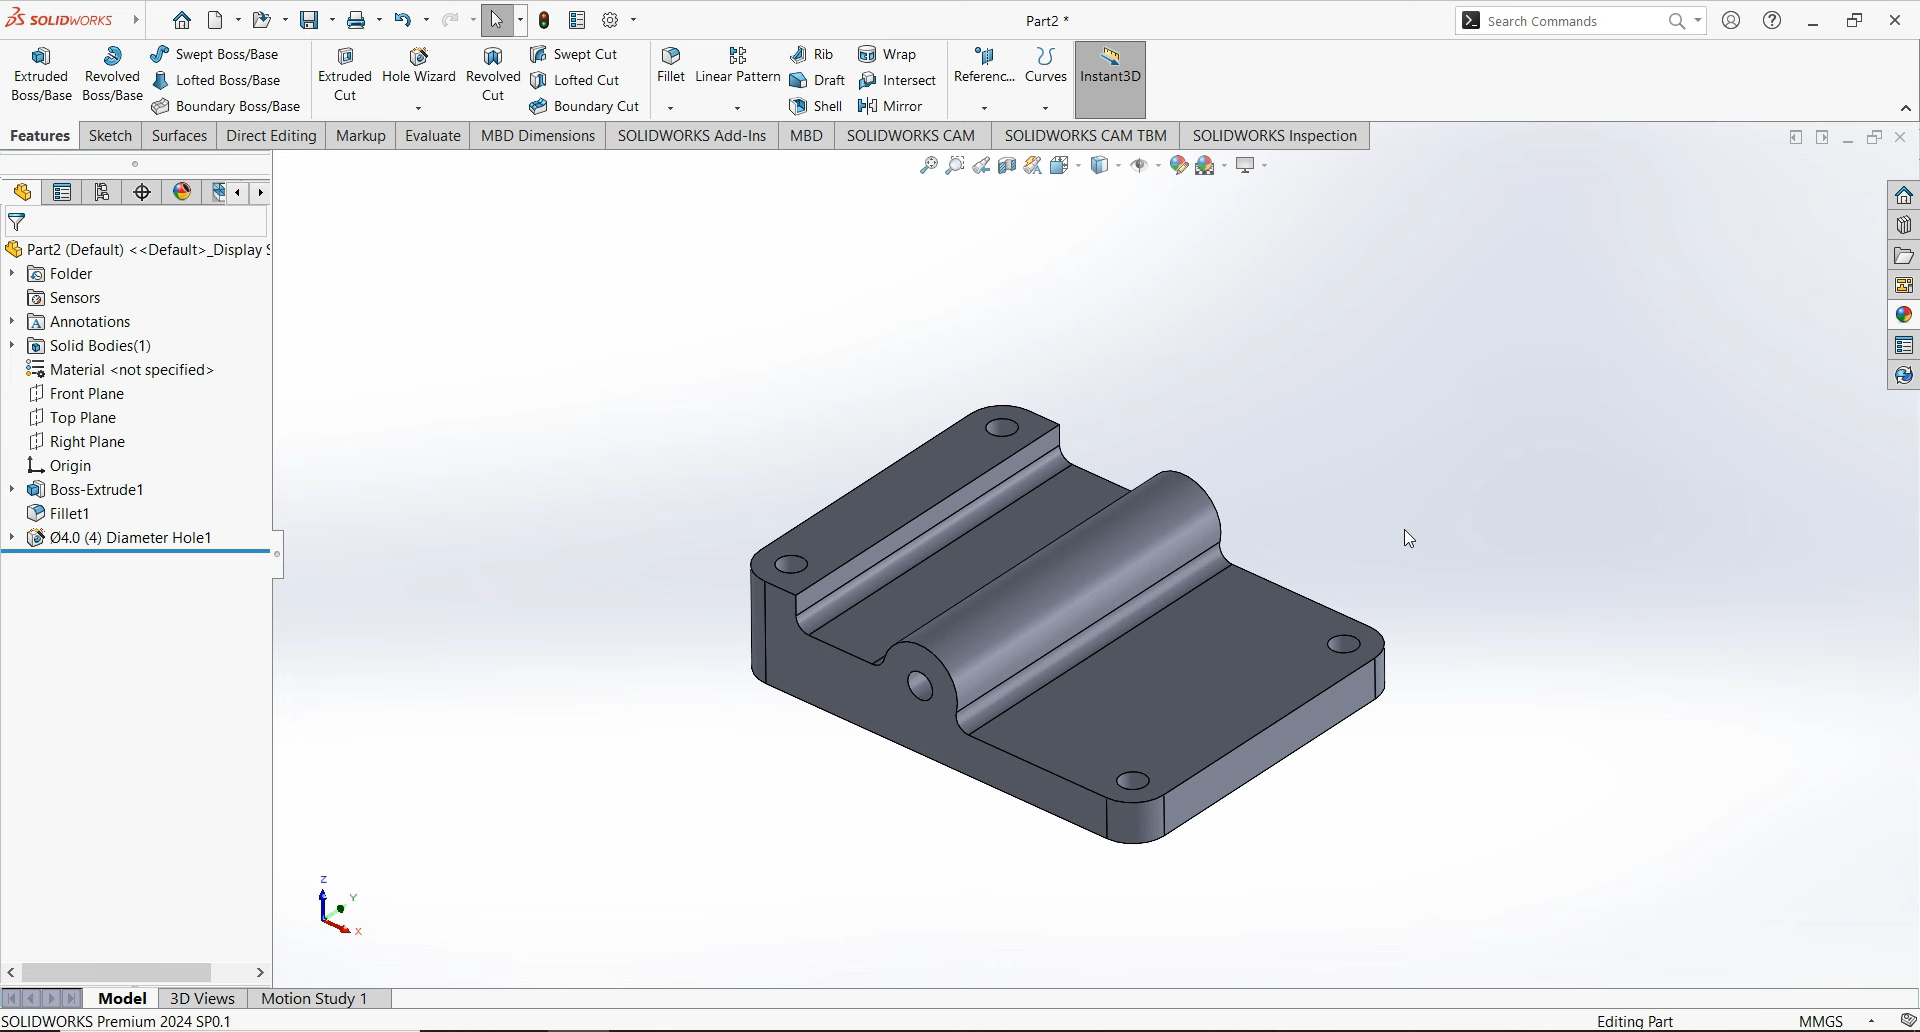 SOLIDWORKS
Part2 *
Search Commands
Extruded Boss/Base
Revolved Boss/Base
Swept Boss/Base
Lofted Boss/Base
Boundary Boss/Base
Extruded Cut
Hole Wizard
Revolved Cut
Swept Cut
Lofted Cut
Boundary Cut
Fillet
Linear Pattern
Rib
Draft
Shell
Wrap
Intersect
Mirror
Referenc...
Curves
Instant3D
Features
Sketch
Surfaces
Direct Editing
Markup
Evaluate
MBD Dimensions
SOLIDWORKS Add-Ins
MBD
SOLIDWORKS CAM
SOLIDWORKS CAM TBM
SOLIDWORKS Inspection
Part2 (Default) <<Default>_Display S
Folder
Sensors
Annotations
Solid Bodies(1)
Material <not specified>
Front Plane
Top Plane
Right Plane
Origin
Boss-Extrude1
Fillet1
Ø4.0 (4) Diameter Hole1
Z
Y
X
Model
3D Views
Motion Study 1
SOLIDWORKS Premium 2024 SP0.1
Editing Part
MMGS